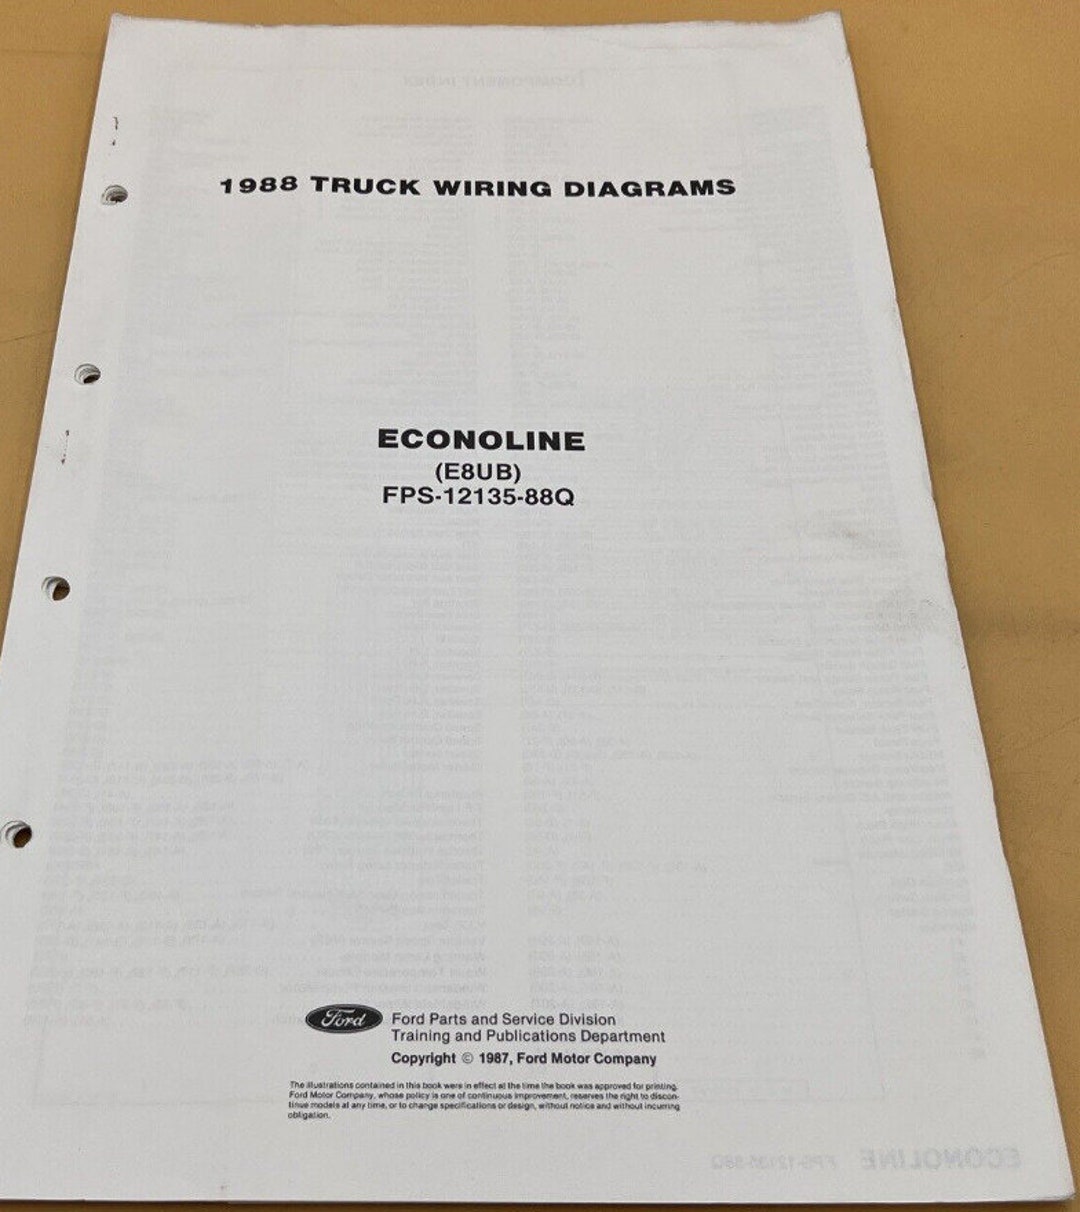 1988 TRUCK WIRING DIAGRAMS
ECONOLINE
(E8UB)
FPS-12135-88Q
Ford
Ford Parts and Service Division
Training and Publications Department
Copyright © 1987, Ford Motor Company
The illustrations contained in this book were in effect at the time the book was approved for printing.
Ford Motor Company, whose policy is one of continuous improvement, reserves the right to discon-
tinue models at any time, or to change specifications or design, without notice and without incurring
obligation.